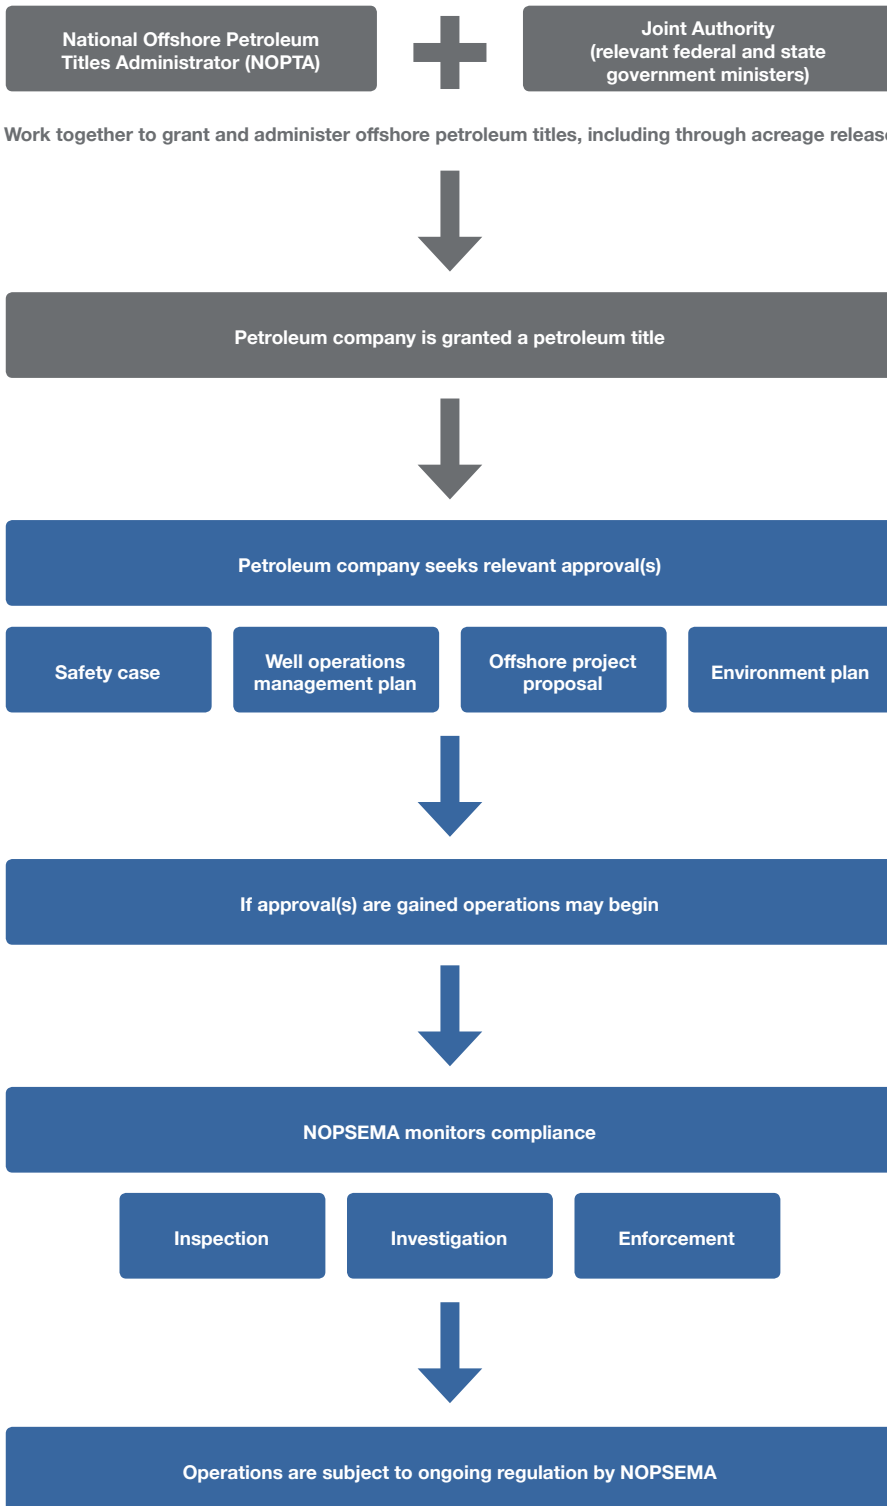 National Offshore Petroleum
Titles Administrator (NOPTA)
Joint Authority
(relevant federal and state
government ministers)
Work together to grant and administer offshore petroleum titles, including through acreage release
Petroleum company is granted a petroleum title
Petroleum company seeks relevant approval(s)
Safety case
Well operations
management plan
Offshore project
proposal
Environment plan
If approval(s) are gained operations may begin
NOPSEMA monitors compliance
Inspection
Investigation
Enforcement
Operations are subject to ongoing regulation by NOPSEMA